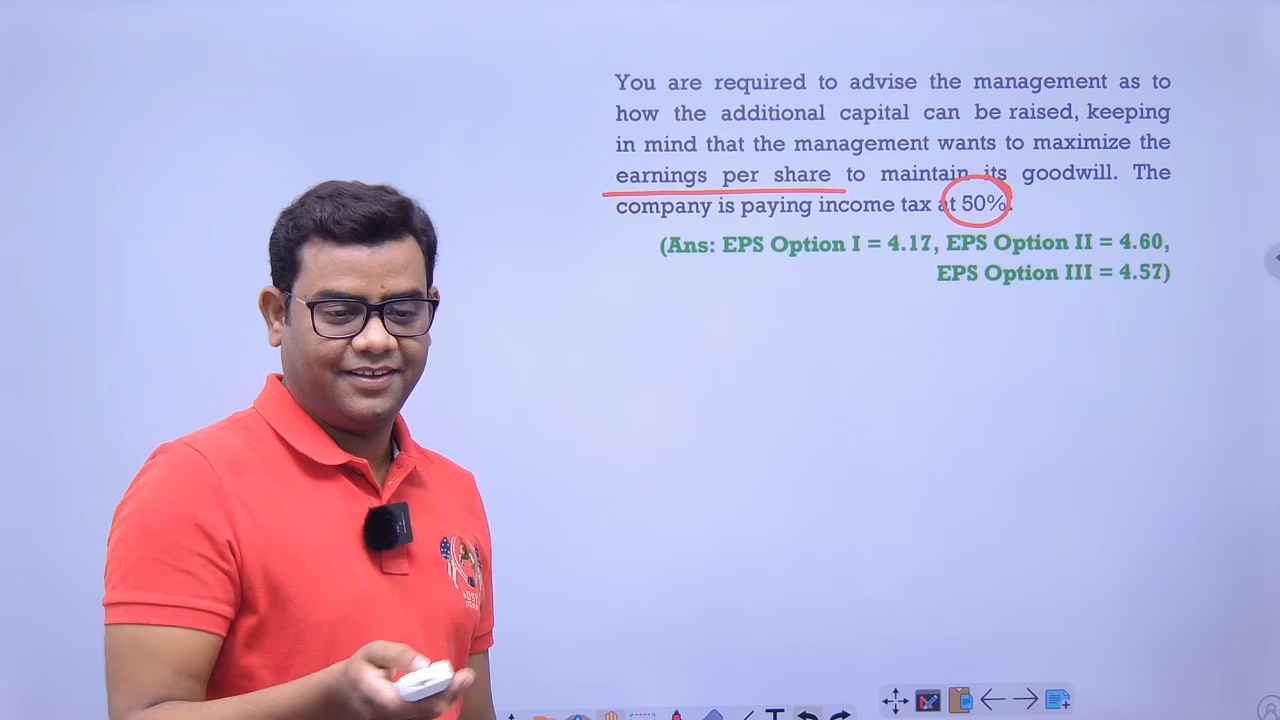 You are required to advise the management as to
how the additional capital can be raised, keeping
in mind that the management wants to maximize the
earnings per share to maintain its goodwill. The
company is paying income tax at 50%.
(Ans: EPS Option I = 4.17, EPS Option II = 4.60,
EPS Option III = 4.57)